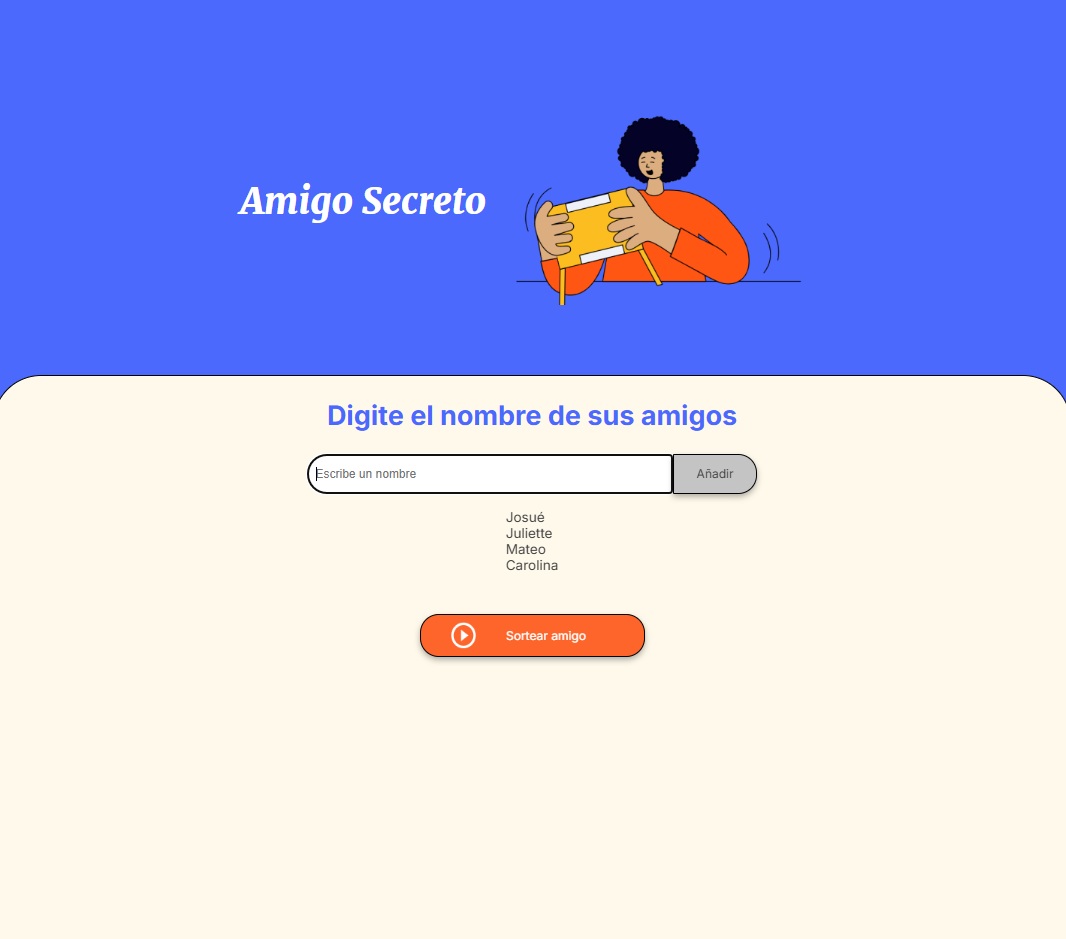 Amigo Secreto
Digite el nombre de sus amigos
Escribe un nombre
Añadir
Josué
Juliette
Mateo
Carolina
Sortear amigo